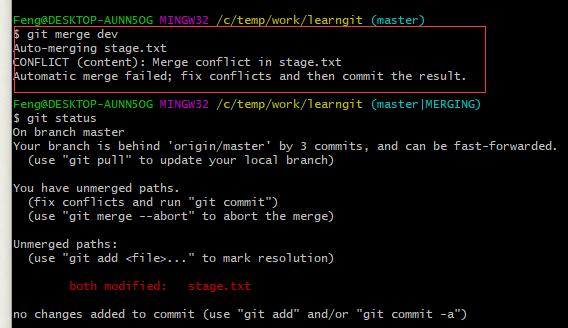 Feng@DESKTOP-AUNN5OG MINGW32 /c/temp/work/learngit (master)
$ git merge dev
Auto-merging stage.txt
CONFLICT (content): Merge conflict in stage.txt
Automatic merge failed; fix conflicts and then commit the result.
Feng@DESKTOP-AUNN5OG MINGW32 /c/temp/work/learngit (master|MERGING)
$ git status
On branch master
Your branch is behind 'origin/master' by 3 commits, and can be fast-forwarded.
(use "git pull" to update your local branch)
You have unmerged paths.
(fix conflicts and run "git commit")
(use "git merge --abort" to abort the merge)
Unmerged paths:
(use "git add <file>..." to mark resolution)
both modified:   stage.txt
no changes added to commit (use "git add" and/or "git commit -a")